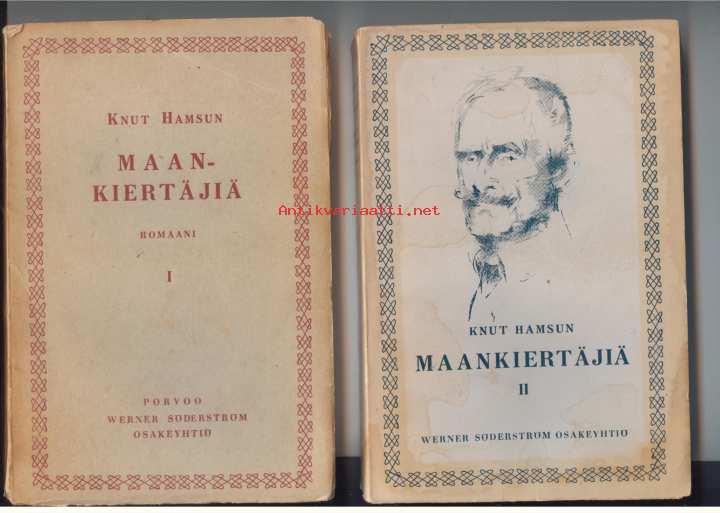 KNUT HAMSUN
MAAN-
KIERTÄJIÄ
ROMAANI
I
PORVOO
WERNER SÖDERSTRÖM
OSAKEYHTIÖ
Antikvariaatti.net
KNUT HAMSUN
MAANKIERTÄJIÄ
II
WERNER SÖDERSTRÖM OSAKEYHTIÖ